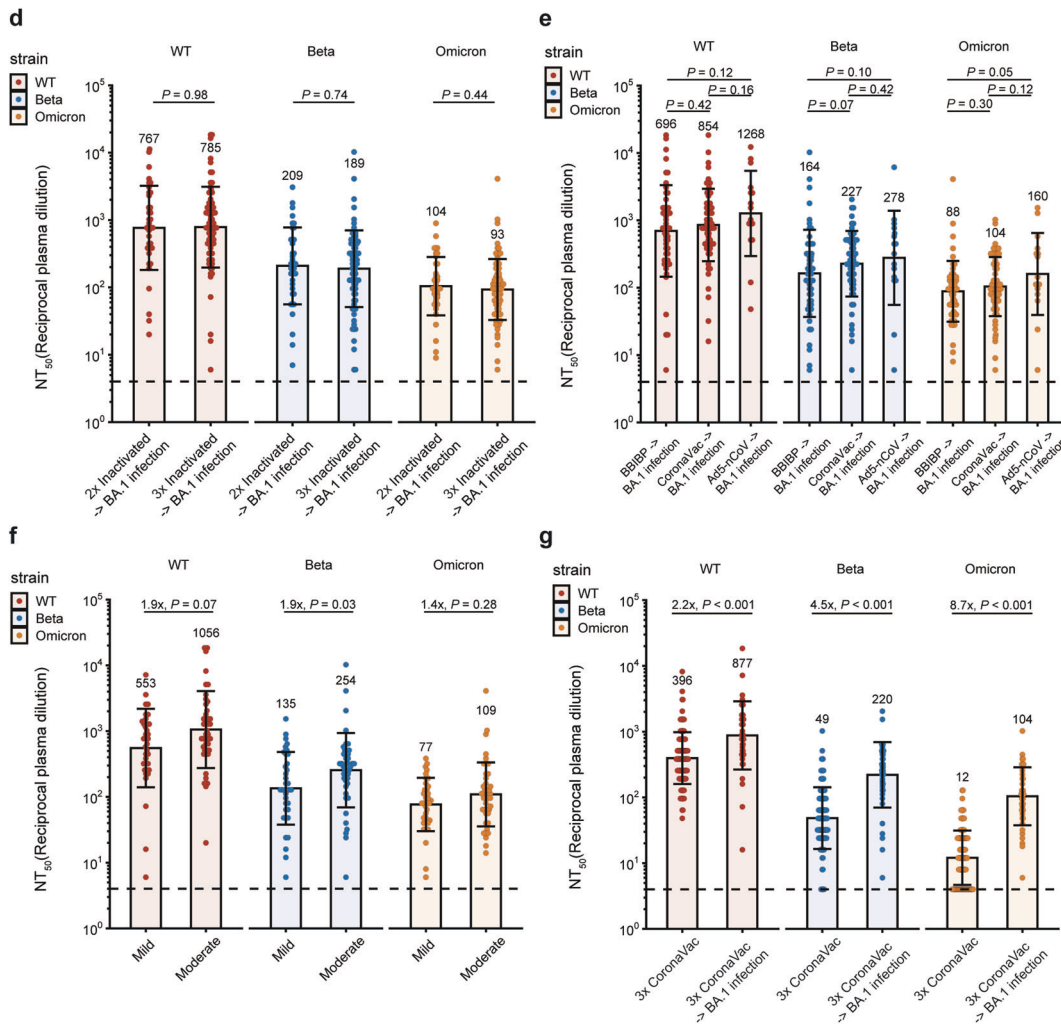 d
strain
WT
Beta
Omicron
WT
Beta
Omicron
P = 0.98
P = 0.74
P = 0.44
767
785
209
189
104
93
NT50(Reciprocal plasma dilution)
10^5
10^4
10^3
10^2
10^1
10^0
2x Inactivated
-> BA.1 infection
3x Inactivated
-> BA.1 infection
2x Inactivated
-> BA.1 infection
3x Inactivated
-> BA.1 infection
2x Inactivated
-> BA.1 infection
3x Inactivated
-> BA.1 infection
e
strain
WT
Beta
Omicron
WT
Beta
Omicron
P = 0.12
P = 0.16
P = 0.42
P = 0.10
P = 0.42
P = 0.07
P = 0.05
P = 0.12
P = 0.30
696
854
1268
164
227
278
88
104
160
NT50(Reciprocal plasma dilution)
10^5
10^4
10^3
10^2
10^1
10^0
BBIBP ->
BA.1 infection
CoronaVac ->
BA.1 infection
Ad5-nCoV ->
BA.1 infection
BBIBP ->
BA.1 infection
CoronaVac ->
BA.1 infection
Ad5-nCoV ->
BA.1 infection
BBIBP ->
BA.1 infection
CoronaVac ->
BA.1 infection
Ad5-nCoV ->
BA.1 infection
f
strain
WT
Beta
Omicron
WT
Beta
Omicron
1.9x, P = 0.07
1.9x, P = 0.03
1.4x, P = 0.28
553
1056
135
254
77
109
NT50(Reciprocal plasma dilution)
10^5
10^4
10^3
10^2
10^1
10^0
Mild
Moderate
Mild
Moderate
Mild
Moderate
g
strain
WT
Beta
Omicron
WT
Beta
Omicron
2.2x, P < 0.001
4.5x, P < 0.001
8.7x, P < 0.001
396
877
49
220
12
104
NT50(Reciprocal plasma dilution)
10^5
10^4
10^3
10^2
10^1
10^0
3x CoronaVac
3x CoronaVac
-> BA.1 infection
3x CoronaVac
3x CoronaVac
-> BA.1 infection
3x CoronaVac
3x CoronaVac
-> BA.1 infection